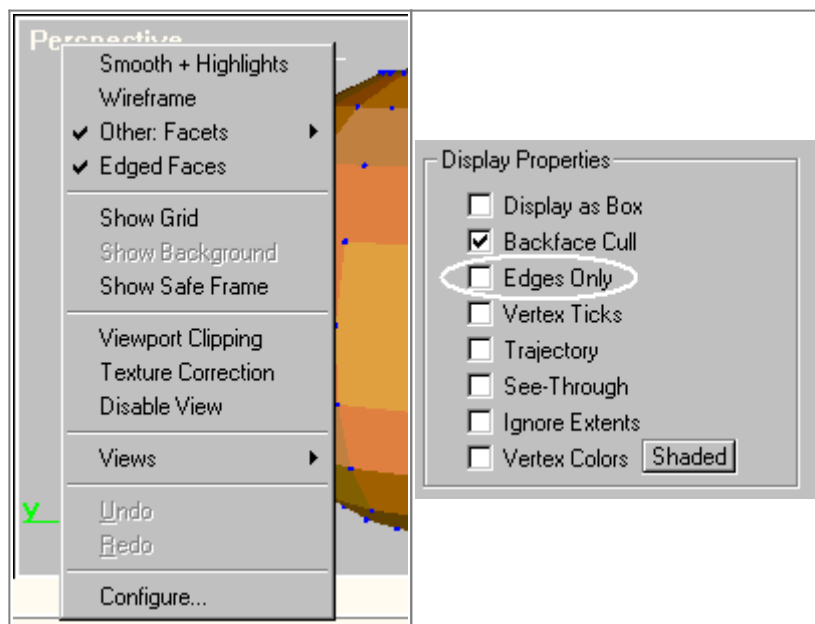 Perspective
Smooth + Highlights
Wireframe
Other: Facets
Edged Faces
Show Grid
Show Background
Show Safe Frame
Viewport Clipping
Texture Correction
Disable View
Views
Undo
Redo
Configure...
y
Display Properties
Display as Box
Backface Cull
Edges Only
Vertex Ticks
Trajectory
See-Through
Ignore Extents
Vertex Colors Shaded